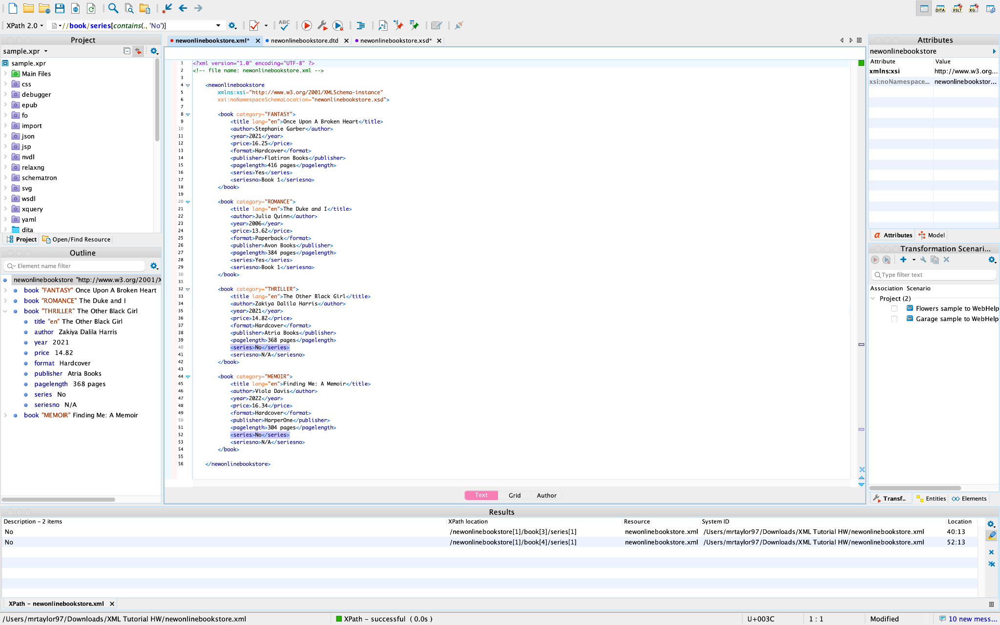 DITA XSLT XQ
XPath 2.0 //book/series[contains(., 'No')] ABC
Project
sample.xpr
sample.xpr
Main Files
css
debugger
epub
fo
import
json
jsp
nvdl
relaxng
schematron
svg
wsdl
xquery
yaml
dita
Project Open/Find Resource
Outline
Element name filter
newonlinebookstore "http://www.w3.org/2001/X
book "FANTASY" Once Upon A Broken Heart
book "ROMANCE" The Duke and I
book "THRILLER" The Other Black Girl
title "en" The Other Black Girl
author Zakiya Dalila Harris
year 2021
price 14.82
format Hardcover
publisher Atria Books
pagelength 368 pages
series No
seriesno N/A
book "MEMOIR" Finding Me: A Memoir
newonlinebookstore.xml* newonlinebookstore.dtd newonlinebookstore.xsd*
1 <?xml version="1.0" encoding="UTF-8" ?>
2 <!-- file name: newonlinebookstore.xml -->
3
4 <newonlinebookstore
5 xmlns:xsi="http://www.w3.org/2001/XMLSchema-instance"
6 xsi:noNamespaceSchemaLocation="newonlinebookstore.xsd">
7
8 <book category="FANTASY">
9 <title lang="en">Once Upon A Broken Heart</title>
10 <author>Stephanie Garber</author>
11 <year>2021</year>
12 <price>16.25</price>
13 <format>Hardcover</format>
14 <publisher>Flatiron Books</publisher>
15 <pagelength>416 pages</pagelength>
16 <series>Yes</series>
17 <seriesno>Book 1</seriesno>
18 </book>
19
20 <book category="ROMANCE">
21 <title lang="en">The Duke and I</title>
22 <author>Julia Quinn</author>
23 <year>2006</year>
24 <price>13.62</price>
25 <format>Paperback</format>
26 <publisher>Avon Books</publisher>
27 <pagelength>384 pages</pagelength>
28 <series>Yes</series>
29 <seriesno>Book 1</seriesno>
30 </book>
31
32 <book category="THRILLER">
33 <title lang="en">The Other Black Girl</title>
34 <author>Zakiya Dalila Harris</author>
35 <year>2021</year>
36 <price>14.82</price>
37 <format>Hardcover</format>
38 <publisher>Atria Books</publisher>
39 <pagelength>368 pages</pagelength>
40 <series>No</series>
41 <seriesno>N/A</seriesno>
42 </book>
43
44 <book category="MEMOIR">
45 <title lang="en">Finding Me: A Memoir</title>
46 <author>Viola Davis</author>
47 <year>2022</year>
48 <price>16.34</price>
49 <format>Hardcover</format>
50 <publisher>HarperOne</publisher>
51 <pagelength>304 pages</pagelength>
52 <series>No</series>
53 <seriesno>N/A</seriesno>
54 </book>
55
56 </newonlinebookstore>
Text Grid Author
Attributes
newonlinebookstore
Attribute Value
xmlns:xsi http://www.w3.org...
xsi:noNamespace... newonlinebookstor...
Attributes Model
Transformation Scenari...
Type filter text
Association Scenario
Project (2)
Flowers sample to WebHelp
Garage sample to WebHelp
Transf.. Entities Elements
Results
Description – 2 items XPath location Resource System ID Location
No /newonlinebookstore[1]/book[3]/series[1] newonlinebookstore.xml /Users/mrtaylor97/Downloads/XML Tutorial HW/newonlinebookstore.xml 40:13
No /newonlinebookstore[1]/book[4]/series[1] newonlinebookstore.xml /Users/mrtaylor97/Downloads/XML Tutorial HW/newonlinebookstore.xml 52:13
XPath – newonlinebookstore.xml
/Users/mrtaylor97/Downloads/XML Tutorial HW/newonlinebookstore.xml XPath – successful (0.0s) U+003C 1 : 1 Modified 10 new mess...